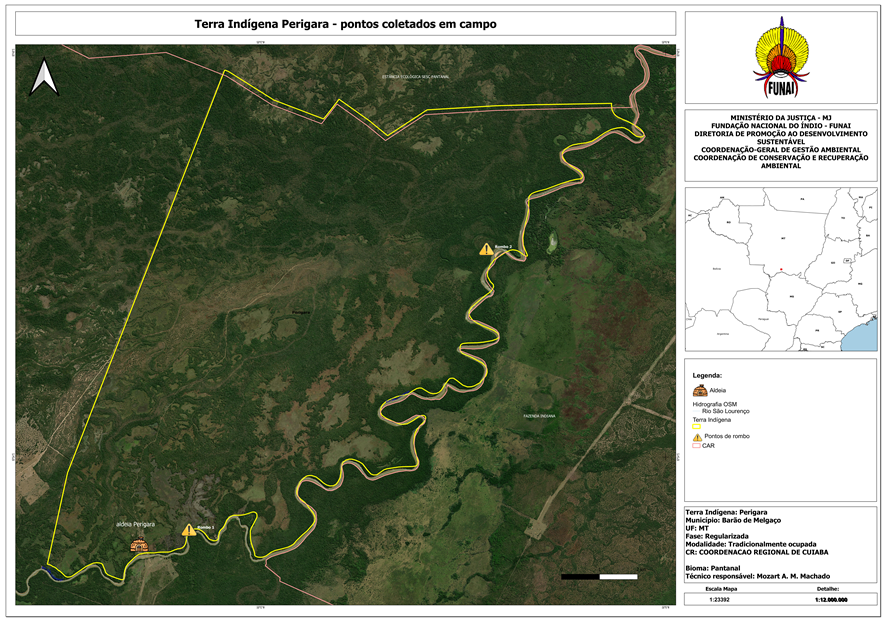 Terra Indígena Perigara - pontos coletados em campo
ESTÂNCIA ECOLÓGICA SESC PANTANAL
Rombo 2
FAZENDA INDIANA
aldeia Perigara
Rombo 1
FUNAI
MINISTÉRIO DA JUSTIÇA - MJ
FUNDAÇÃO NACIONAL DO ÍNDIO - FUNAI
DIRETORIA DE PROMOÇÃO AO DESENVOLVIMENTO
SUSTENTÁVEL
COORDENAÇÃO-GERAL DE GESTÃO AMBIENTAL
COORDENAÇÃO DE CONSERVAÇÃO E RECUPERAÇÃO
AMBIENTAL
Legenda:
Aldeia
Hidrografia OSM
Rio São Lourenço
Terra Indígena
Pontos de rombo
CAR
Terra Indígena: Perigara
Município: Barão de Melgaço
UF: MT
Fase: Regularizada
Modalidade: Tradicionalmente ocupada
CR: COORDENACAO REGIONAL DE CUIABA
Bioma: Pantanal
Técnico responsável: Mozart A. M. Machado
Escala Mapa
Detalhe:
1:23392
1:12.000.000